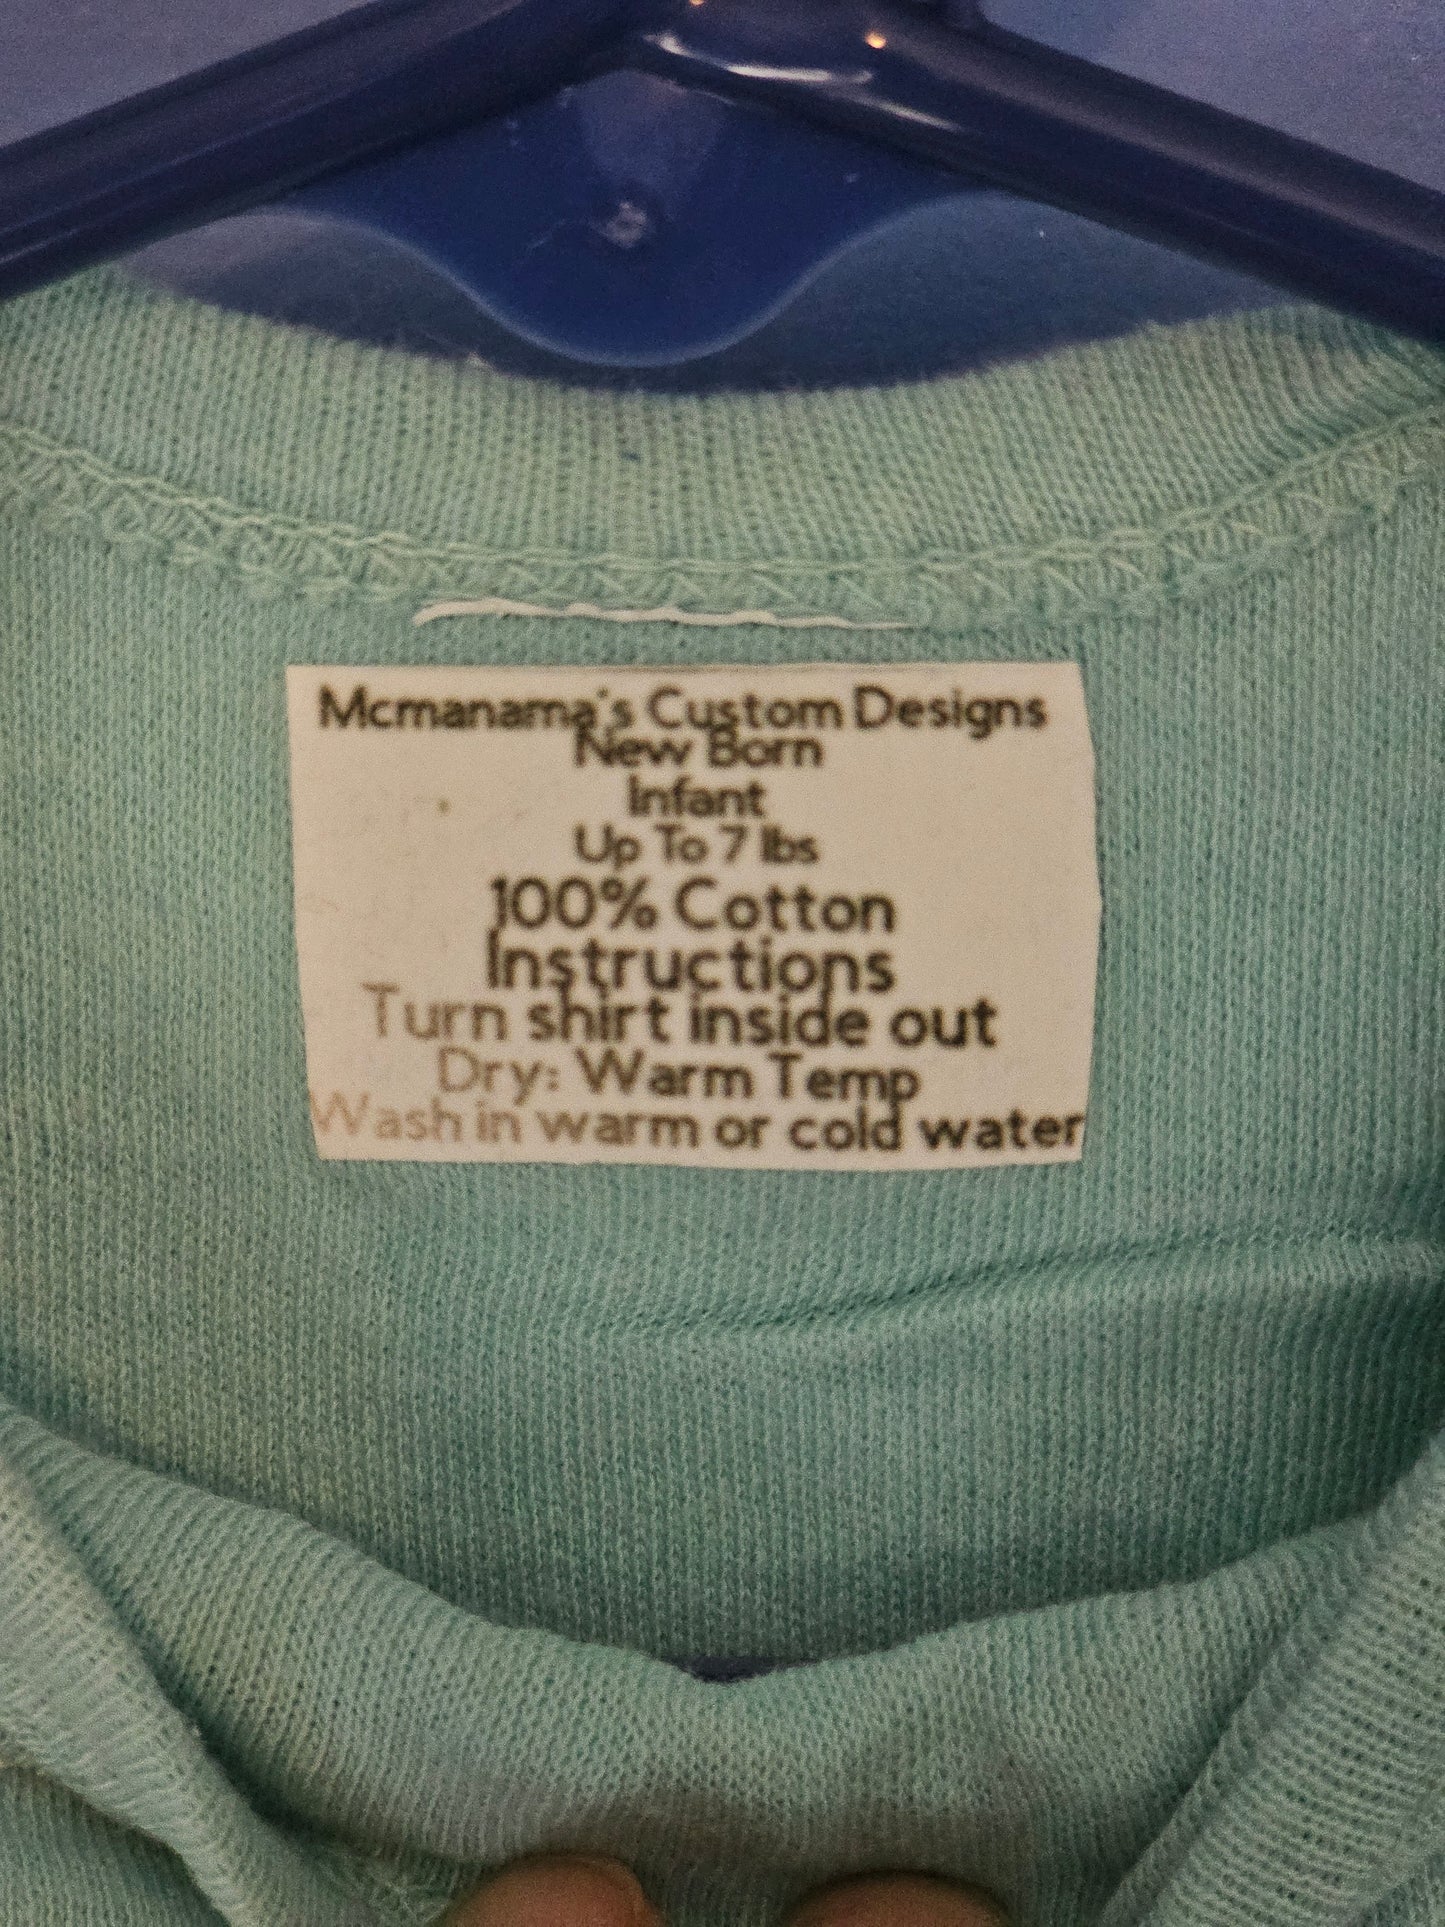 Mcmanama's Custom Designs
New Born
Infant
Up To 7 lbs
100% Cotton
Instructions
Turn shirt inside out
Dry: Warm Temp
Wash in warm or cold water